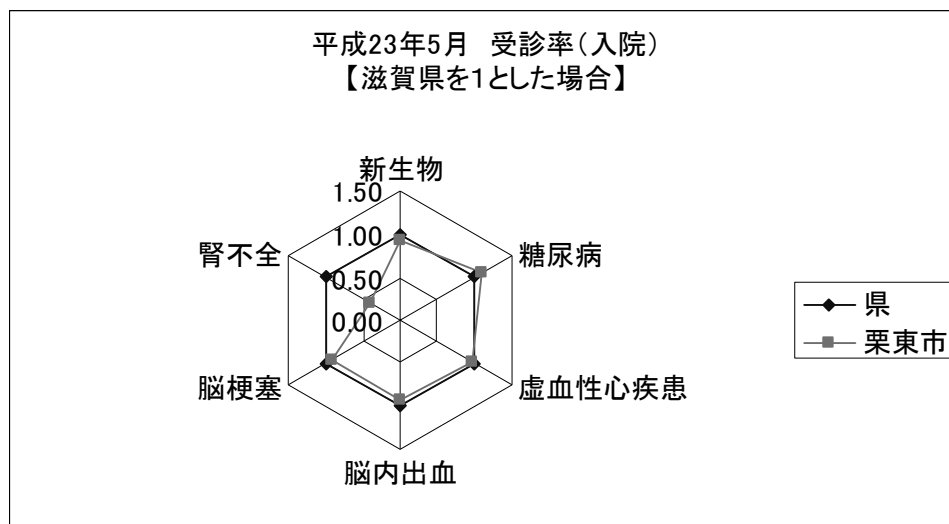 平成23年5月 受診率(入院)
【滋賀県を1とした場合】
新生物
1.50
1.00
0.50
0.00
腎不全
糖尿病
県
栗東市
脳梗塞
虚血性心疾患
脳内出血